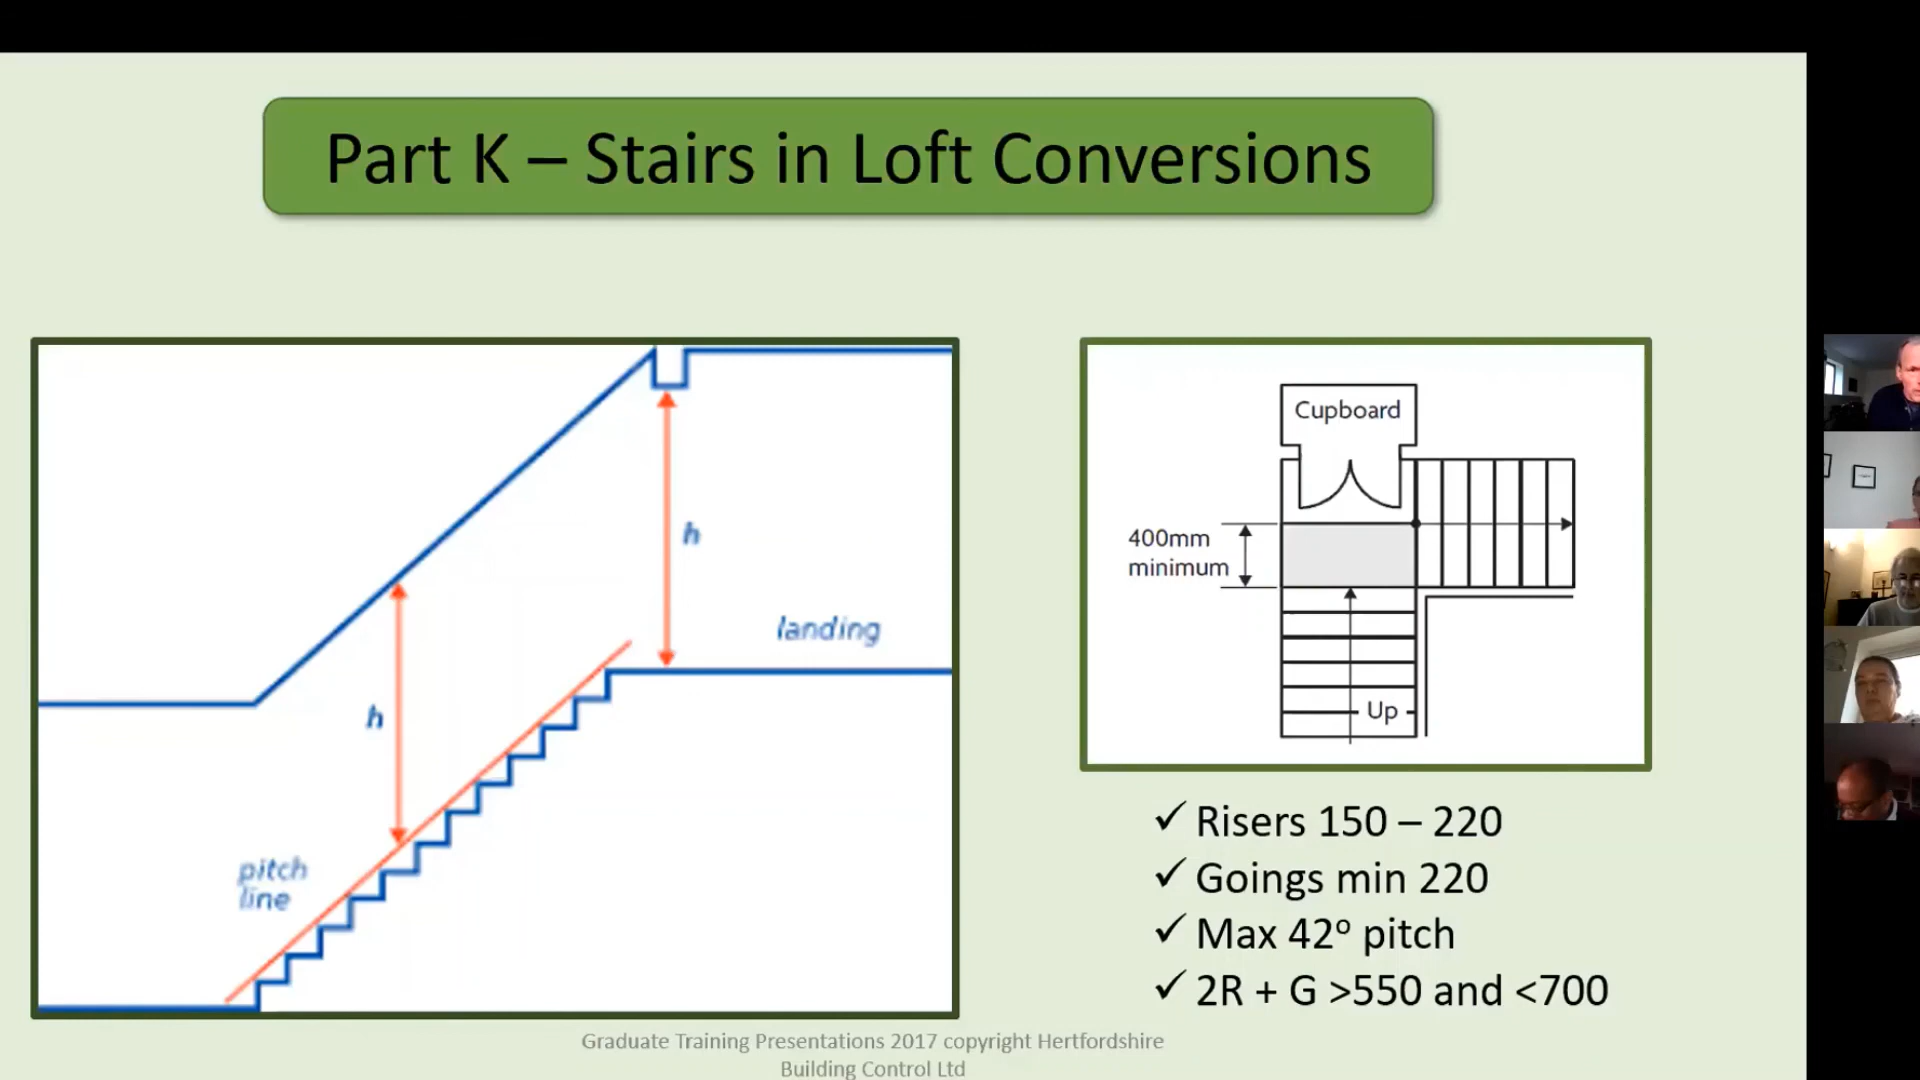 Part K – Stairs in Loft Conversions
h
h
landing
pitch
line
Cupboard
400mm
minimum
Up
✓ Risers 150 – 220
✓ Goings min 220
✓ Max 42° pitch
✓ 2R + G >550 and <700
Graduate Training Presentations 2017 copyright Hertfordshire
Building Control Ltd